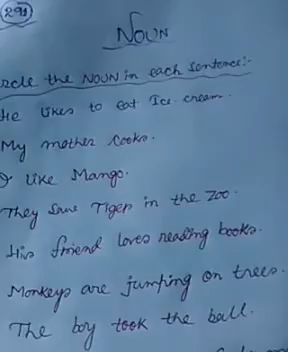 291
NOUN
rcle the NOUN in each Sentence:-
He likes to eat Ice cream.
My mother Cooks.
I like Mango.
They Saw Tiger in the Zoo.
His friend loves reading books.
Monkeys are jumping on trees.
The boy took the ball.